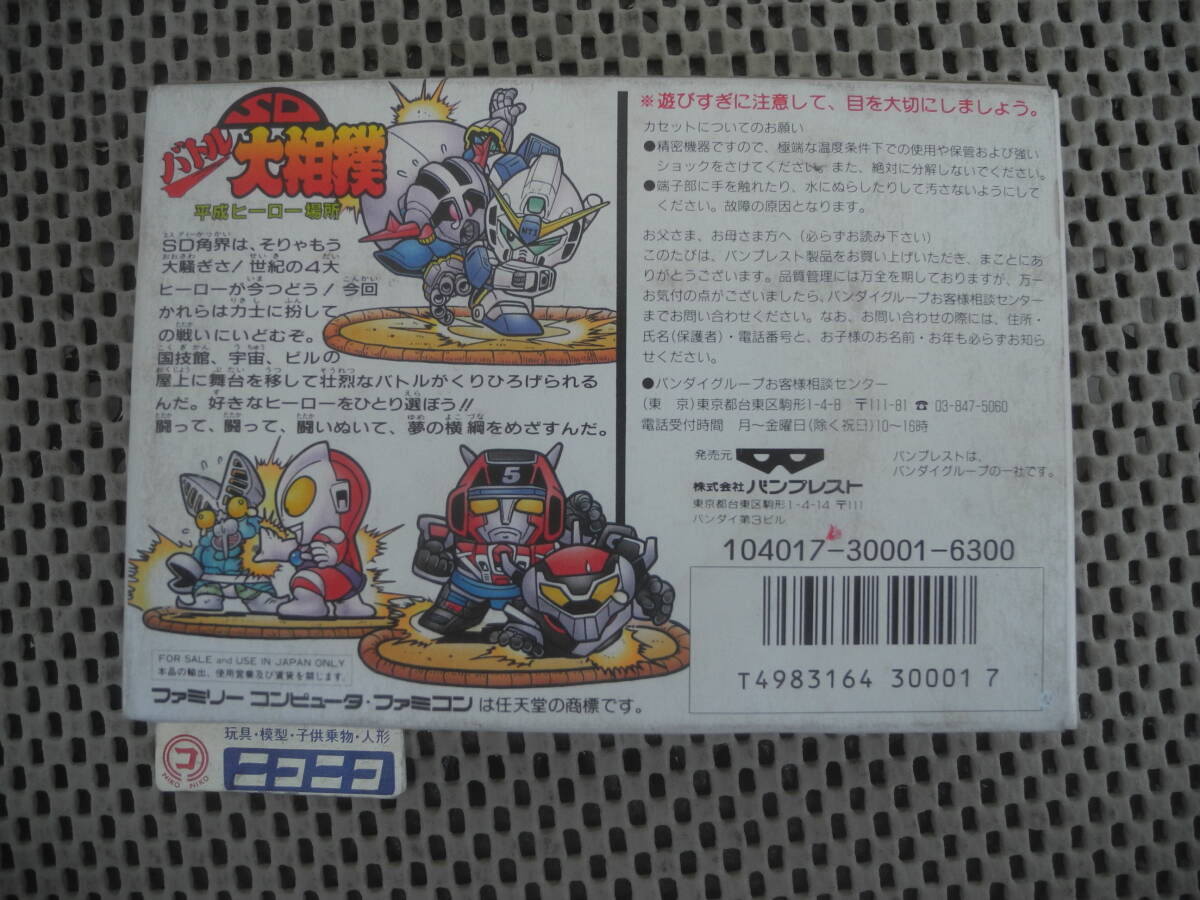 SD
バトル
大相撲
平成ヒーロー場所
SD角界は、そりゃもう
大騒ぎさ！世紀の4大
ヒーローが今つどう！今回
かれらは力士に扮して
の戦いにいどむぞ。
国技館、宇宙、ビルの
屋上に舞台を移して壮烈なバトルがくりひろげられる
んだ。好きなヒーローをひとり選ぼう!!
闘って、闘って、闘いぬいて、夢の横綱をめざすんだ。
NT1
5
FOR SALE and USE IN JAPAN ONLY
本品の輸出、使用営業及び賃貸を禁じます。
ファミリーコンピュータ・ファミコンは任天堂の商標です。
※遊びすぎに注意して、目を大切にしましょう。
カセットについてのお願い
●精密機器ですので、極端な温度条件下での使用や保管および強い
ショックをさけてください。また、絶対に分解しないでください。
●端子部に手を触れたり、水にぬらしたりして汚さないようにして
ください。故障の原因となります。
お父さま、お母さま方へ（必らずお読み下さい）
このたびは、バンプレスト製品をお買い上げいただき、まことにあ
りがとうございます。品質管理には万全を期しておりますが、万一
お気付の点がございましたら、バンダイグループお客様相談センター
までお問い合わせください。なお、お問い合わせの際には、住所・
氏名(保護者)・電話番号と、お子様のお名前・お年も必らずお知ら
せください。
●バンダイグループお客様相談センター
(東 京)東京都台東区駒形1-4-8 〒111-81 ☎ 03-847-5060
電話受付時間 月〜金曜日(除く祝日)10〜16時
発売元
バンプレストは、
バンダイグループの一社です。
株式会社 バンプレスト
東京都台東区駒形1-4-14 〒111
バンダイ第3ビル
104017-30001-6300
T4983164 30001 7
玩具・模型・子供乗物・人形
コ
NIKO NIKO
ニコニコ